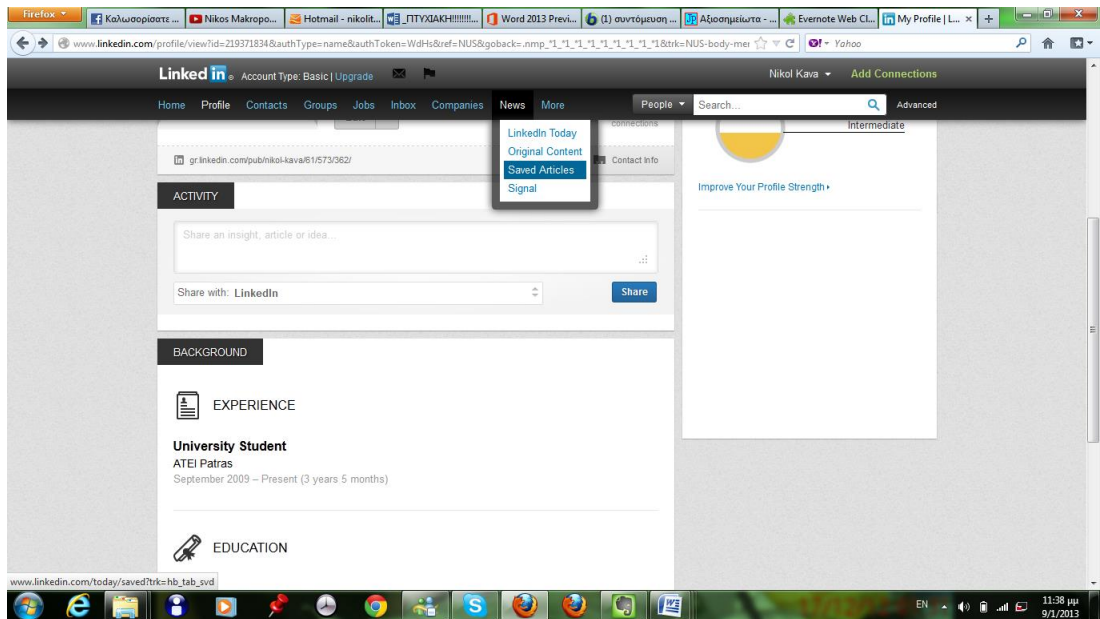 Firefox
Καλωσορίσατε ...
Nikos Makropo...
Hotmail - nikolit...
_ΠΤΥΧΙΑΚΗ!!!!!!!!...
Word 2013 Previ...
(1) συντόμευση ...
Αξιοσημείωτα - ...
Evernote Web Cl...
My Profile | L...
www.linkedin.com/profile/view?id=219371834&authType=name&authToken=WdHs&ref=NUS&goback=.nmp_*1_*1_*1_*1_*1_*1_*1_*1_*1_*1&trk=NUS-body-mer
Yahoo
Linked in ® Account Type: Basic | Upgrade
Nikol Kava
Add Connections
Home Profile Contacts Groups Jobs Inbox Companies News More
People
Search...
Advanced
LinkedIn Today
Original Content
Saved Articles
Signal
connections
Intermediate
gr.linkedin.com/pub/nikol-kava/61/573/362/
Contact Info
Improve Your Profile Strength
ACTIVITY
Share an insight, article or idea...
Share with: LinkedIn
Share
BACKGROUND
EXPERIENCE
University Student
ATEI Patras
September 2009 – Present (3 years 5 months)
EDUCATION
www.linkedin.com/today/saved?trk=hb_tab_svd
EN
11:38 μμ
9/1/2013